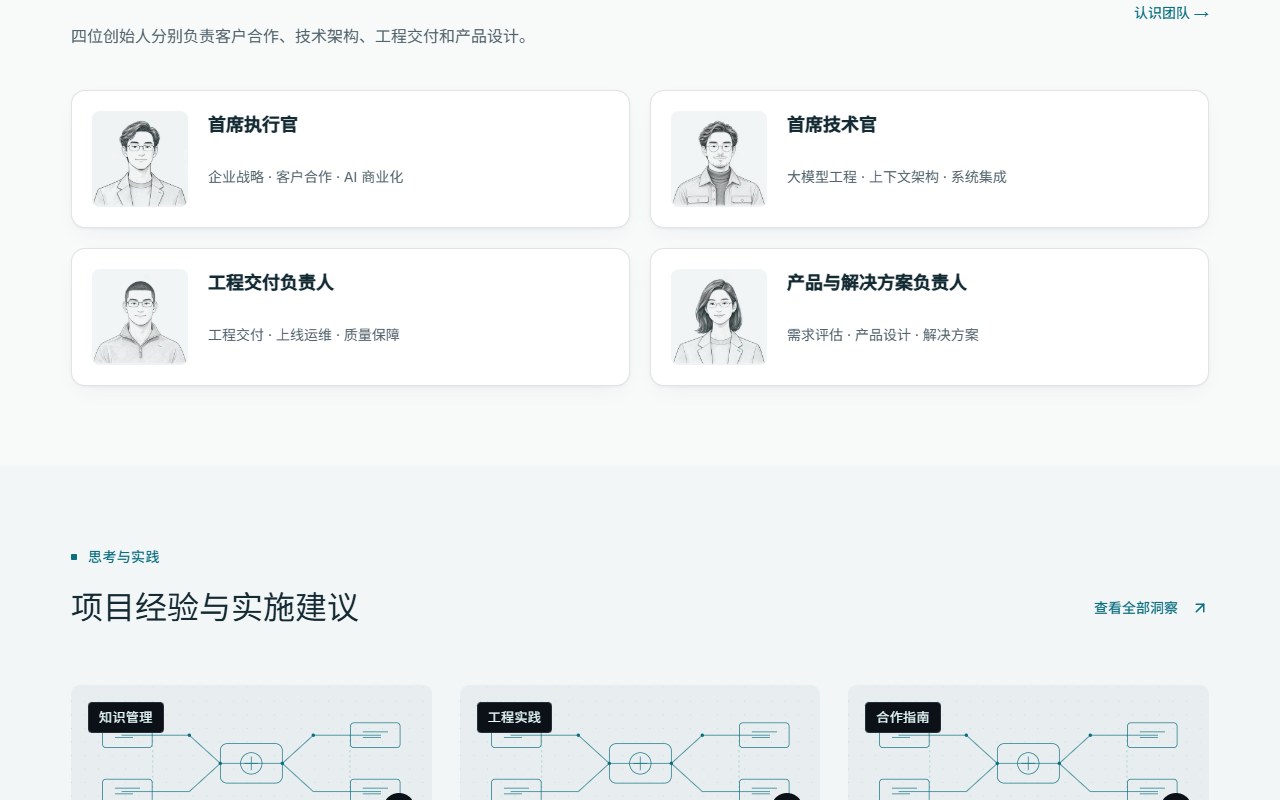 认识团队 →
四位创始人分别负责客户合作、技术架构、工程交付和产品设计。
首席执行官
企业战略 · 客户合作 · AI 商业化
首席技术官
大模型工程 · 上下文架构 · 系统集成
工程交付负责人
工程交付 · 上线运维 · 质量保障
产品与解决方案负责人
需求评估 · 产品设计 · 解决方案
思考与实践
项目经验与实施建议
查看全部洞察
知识管理
工程实践
合作指南